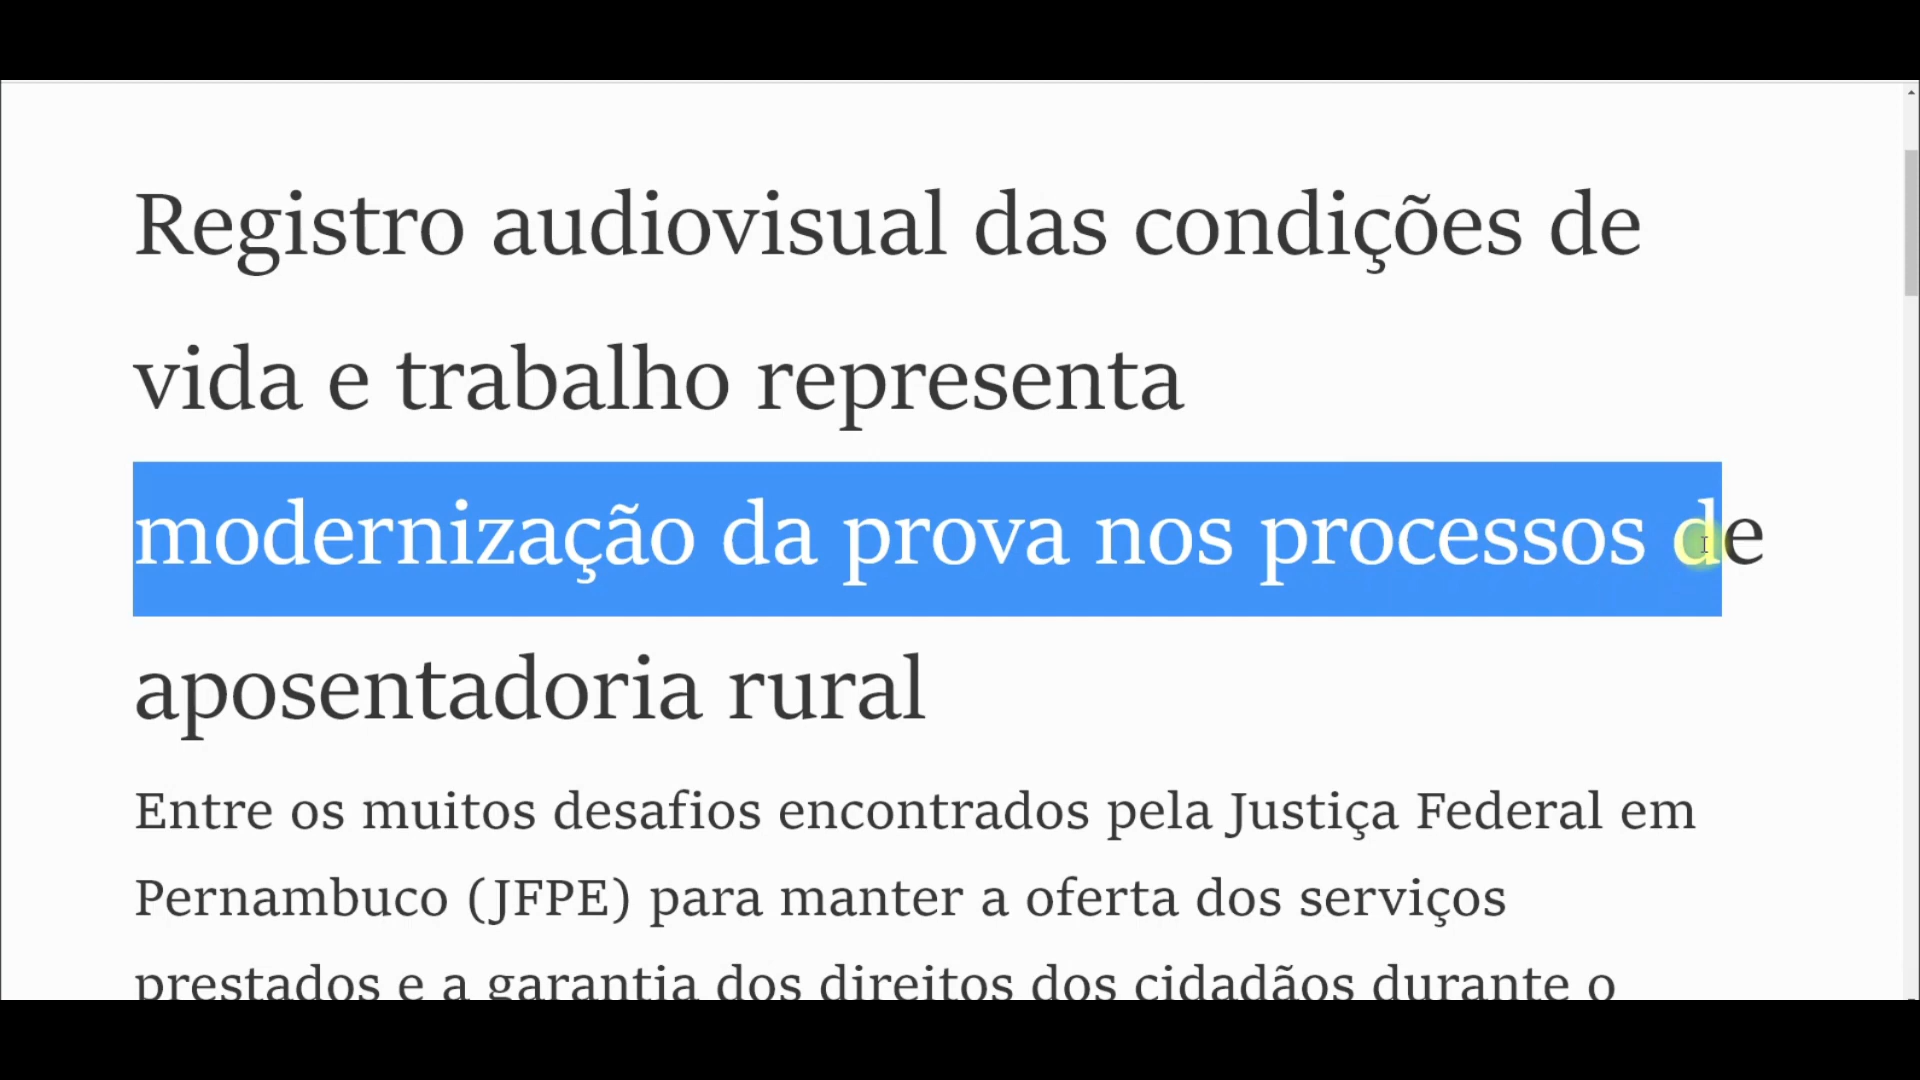 Registro audiovisual das condições de
vida e trabalho representa
modernização da prova nos processos de
aposentadoria rural
Entre os muitos desafios encontrados pela Justiça Federal em
Pernambuco (JFPE) para manter a oferta dos serviços
prestados e a garantia dos direitos dos cidadãos durante o